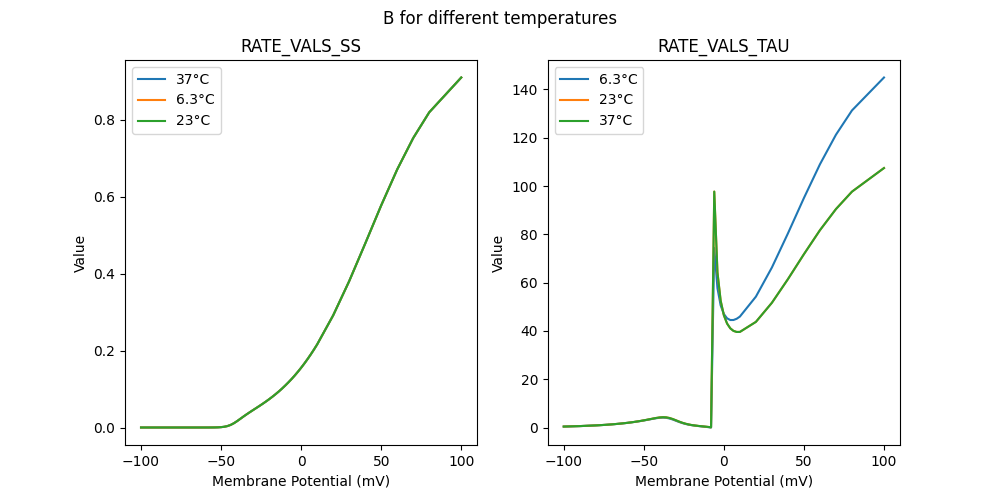 B for different temperatures
RATE_VALS_SS
37°C
6.3°C
23°C
Value
0.8
0.6
0.4
0.2
0.0
−100
−50
0
50
100
Membrane Potential (mV)
RATE_VALS_TAU
6.3°C
23°C
37°C
Value
140
120
100
80
60
40
20
0
−100
−50
0
50
100
Membrane Potential (mV)